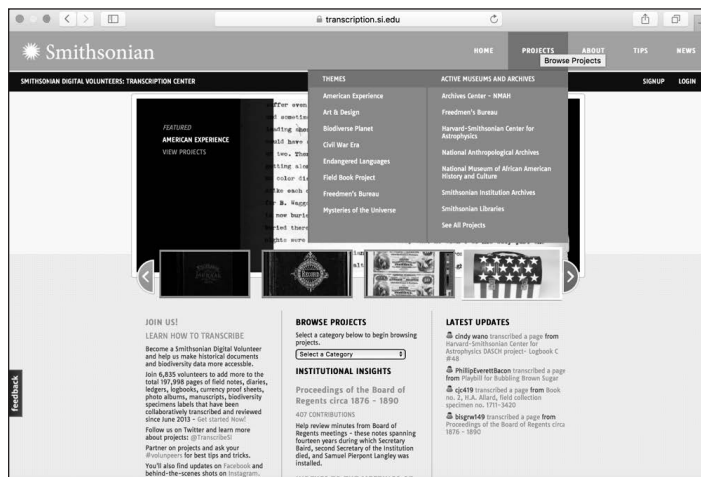 transcription.si.edu
Smithsonian
HOME PROJECTS ABOUT TIPS NEWS
Browse Projects
SMITHSONIAN DIGITAL VOLUNTEERS: TRANSCRIPTION CENTER
SIGNUP LOGIN
THEMES
American Experience
Art & Design
Biodiverse Planet
Civil War Era
Endangered Languages
Field Book Project
Freedmen's Bureau
Mysteries of the Universe
ACTIVE MUSEUMS AND ARCHIVES
Archives Center - NMAH
Freedmen's Bureau
Harvard-Smithsonian Center for
Astrophysics
National Anthropological Archives
National Museum of African American
History and Culture
Smithsonian Institution Archives
Smithsonian Libraries
See All Projects
FEATURED
AMERICAN EXPERIENCE
VIEW PROJECTS
feedback
JOIN US!
LEARN HOW TO TRANSCRIBE
Become a Smithsonian Digital Volunteer
and help us make historical documents
and biodiversity data more accessible.
Join 6,835 volunteers to add more to the
total 197,998 pages of field notes, diaries,
ledgers, logbooks, currency proof sheets,
photo albums, manuscripts, biodiversity
specimens labels that have been
collaboratively transcribed and reviewed
since June 2013 - Get started Now!
Follow us on Twitter and learn more
about projects: @TranscribeSI
Partner on projects and ask your
#volunpeers for best tips and tricks.
You'll also find updates on Facebook and
behind-the-scenes shots on Instagram.
BROWSE PROJECTS
Select a category below to begin browsing
projects.
Select a Category
INSTITUTIONAL INSIGHTS
Proceedings of the Board of
Regents circa 1876 - 1890
407 CONTRIBUTIONS
Help review minutes from Board of
Regents meetings - these notes spanning
fourteen years during which Secretary
Baird, second Secretary of the Institution
died, and Samuel Pierpont Langley was
installed.
LATEST UPDATES
cindy wano transcribed a page from
Harvard-Smithsonian Center for
Astrophysics DASCH project- Logbook C
#48
PhillipEverettBacon transcribed a page
from Playbill for Bubbling Brown Sugar
cjc419 transcribed a page from Book
no. 2, H.A. Allard, field collection
specimen no. 1711-3420
bisgrw149 transcribed a page from
Proceedings of the Board of Regents circa
1876 - 1890